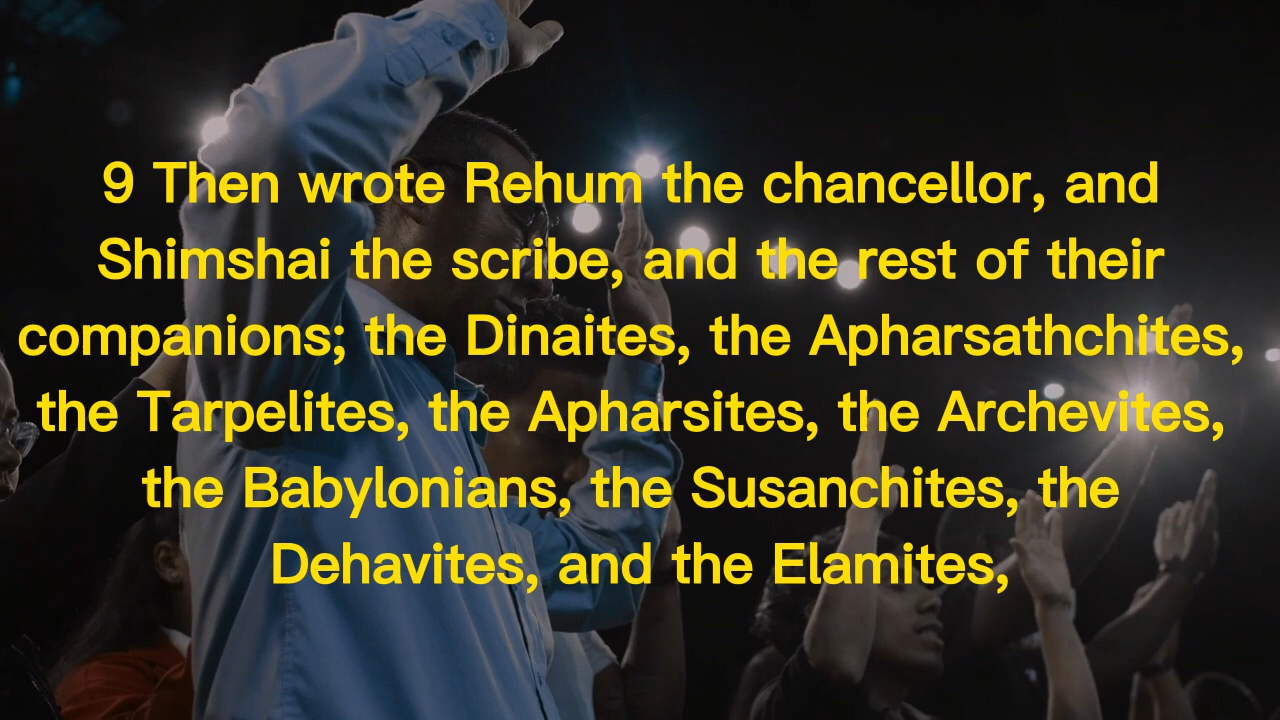 9 Then wrote Rehum the chancellor, and
Shimshai the scribe, and the rest of their
companions; the Dinaites, the Apharsathchites,
the Tarpelites, the Apharsites, the Archevites,
the Babylonians, the Susanchites, the
Dehavites, and the Elamites,